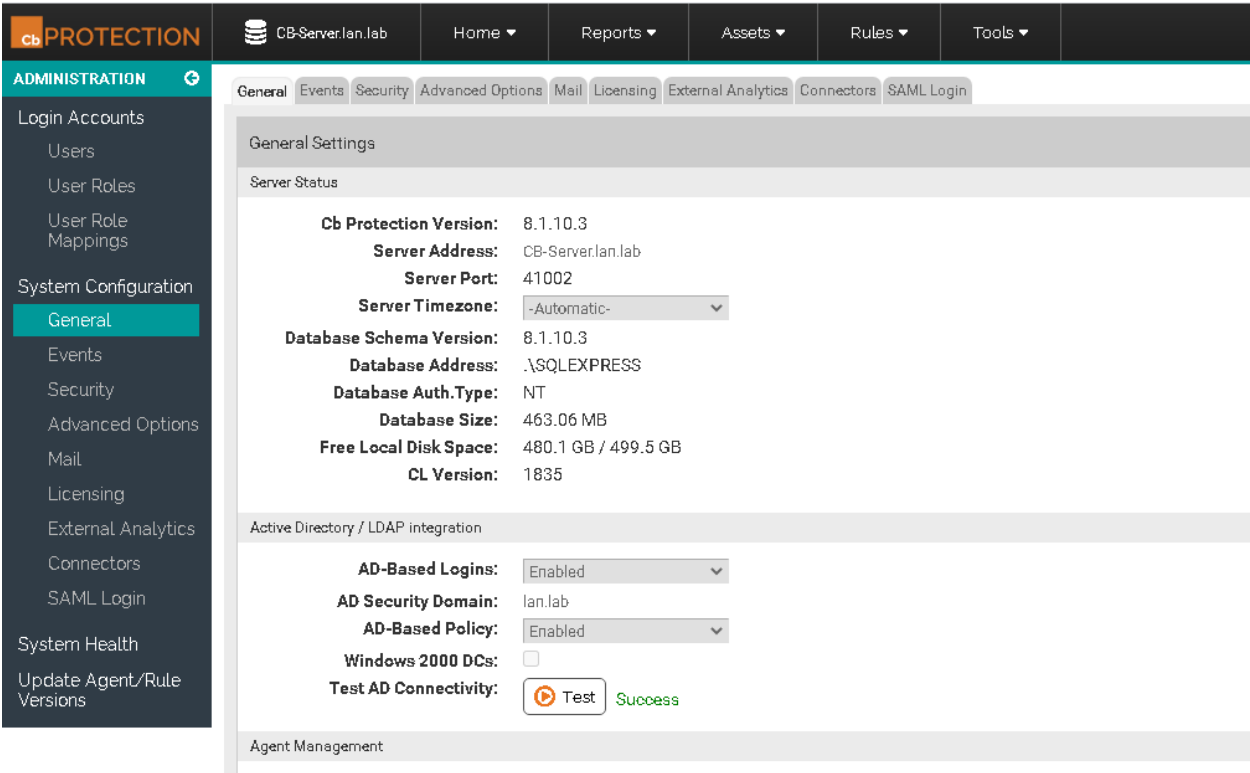 Cb PROTECTION
CB-Server.lan.lab Home Reports Assets Rules Tools
ADMINISTRATION
Login Accounts
Users
User Roles
User Role
Mappings
System Configuration
General
Events
Security
Advanced Options
Mail
Licensing
External Analytics
Connectors
SAML Login
System Health
Update Agent/Rule
Versions
General Events Security Advanced Options Mail Licensing External Analytics Connectors SAML Login
General Settings
Server Status
Cb Protection Version: 8.1.10.3
Server Address: CB-Server.lan.lab
Server Port: 41002
Server Timezone: -Automatic-
Database Schema Version: 8.1.10.3
Database Address: .\SQLEXPRESS
Database Auth.Type: NT
Database Size: 463.06 MB
Free Local Disk Space: 480.1 GB / 499.5 GB
CL Version: 1835
Active Directory / LDAP integration
AD-Based Logins: Enabled
AD Security Domain: lan.lab
AD-Based Policy: Enabled
Windows 2000 DCs:
Test AD Connectivity: Test Success
Agent Management